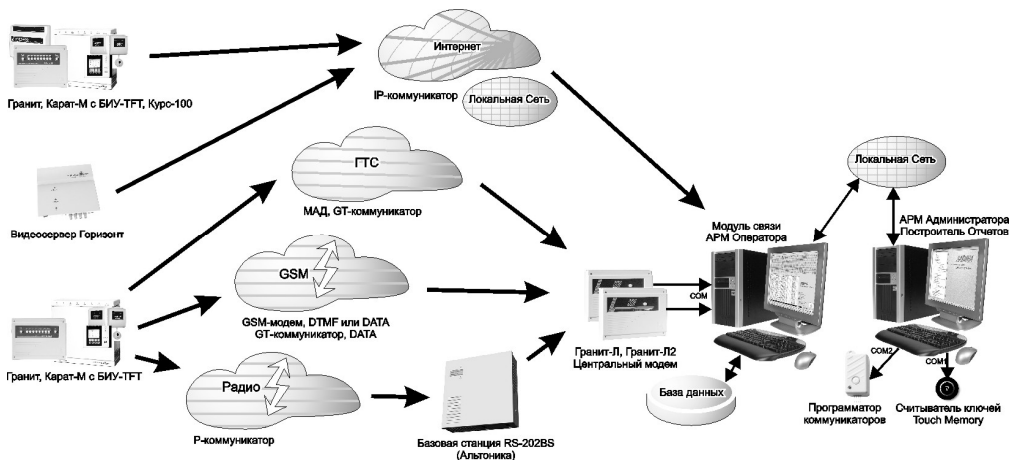 Гранит, Карат-М с БИУ-TFT, Курс-100
Интернет
IP-коммуникатор
Локальная Сеть
Видеосервер Горизонт
ГТС
МАД, GT-коммуникатор
GSM
GSM-модем, DTMF или DATA
GT-коммуникатор, DATA
Гранит, Карат-М с БИУ-TFT
Радио
Р-коммуникатор
Базовая станция RS-202BS
(Альтоника)
Гранит-Л, Гранит-Л2
Центральный модем
COM
Модуль связи
АРМ Оператора
База данных
Локальная Сеть
АРМ Администратора
Построитель Отчетов
COM2
COM1
Программатор
коммуникаторов
Считыватель ключей
Touch Memory